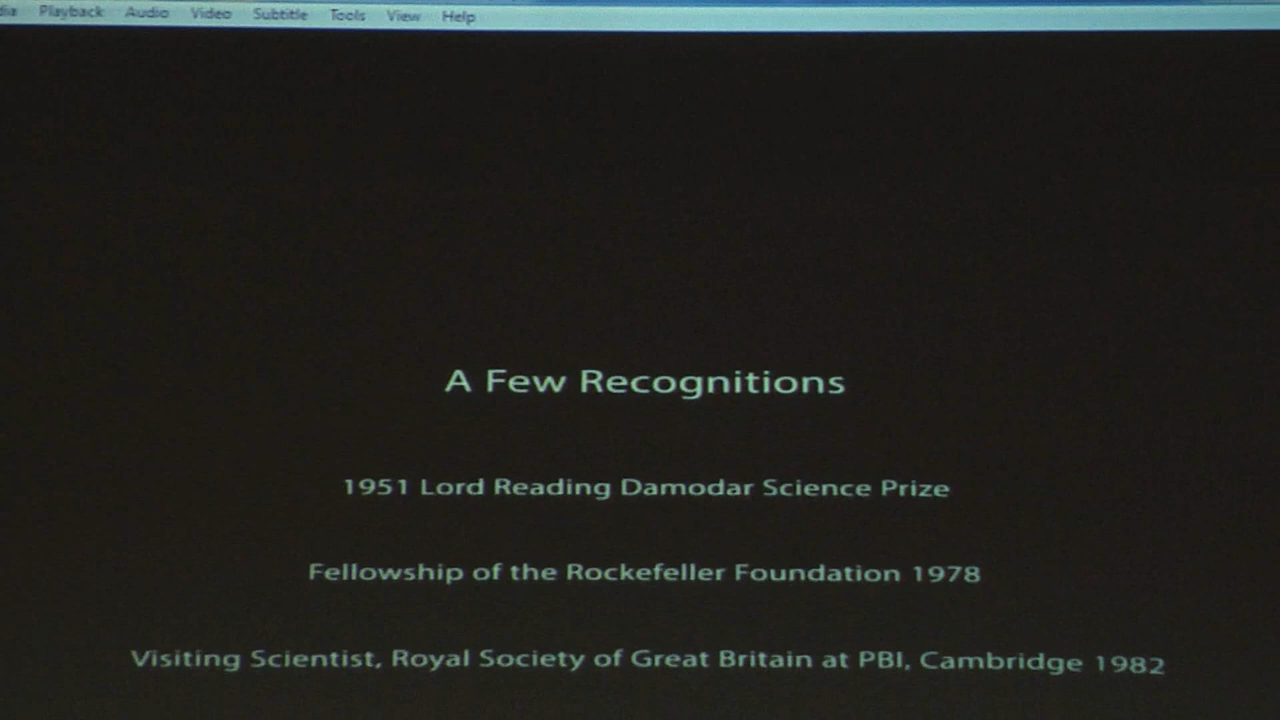 Playback Audio Video Subtitle Tools View Help
A Few Recognitions
1951 Lord Reading Damodar Science Prize
Fellowship of the Rockefeller Foundation 1978
Visiting Scientist, Royal Society of Great Britain at PBI, Cambridge 1982